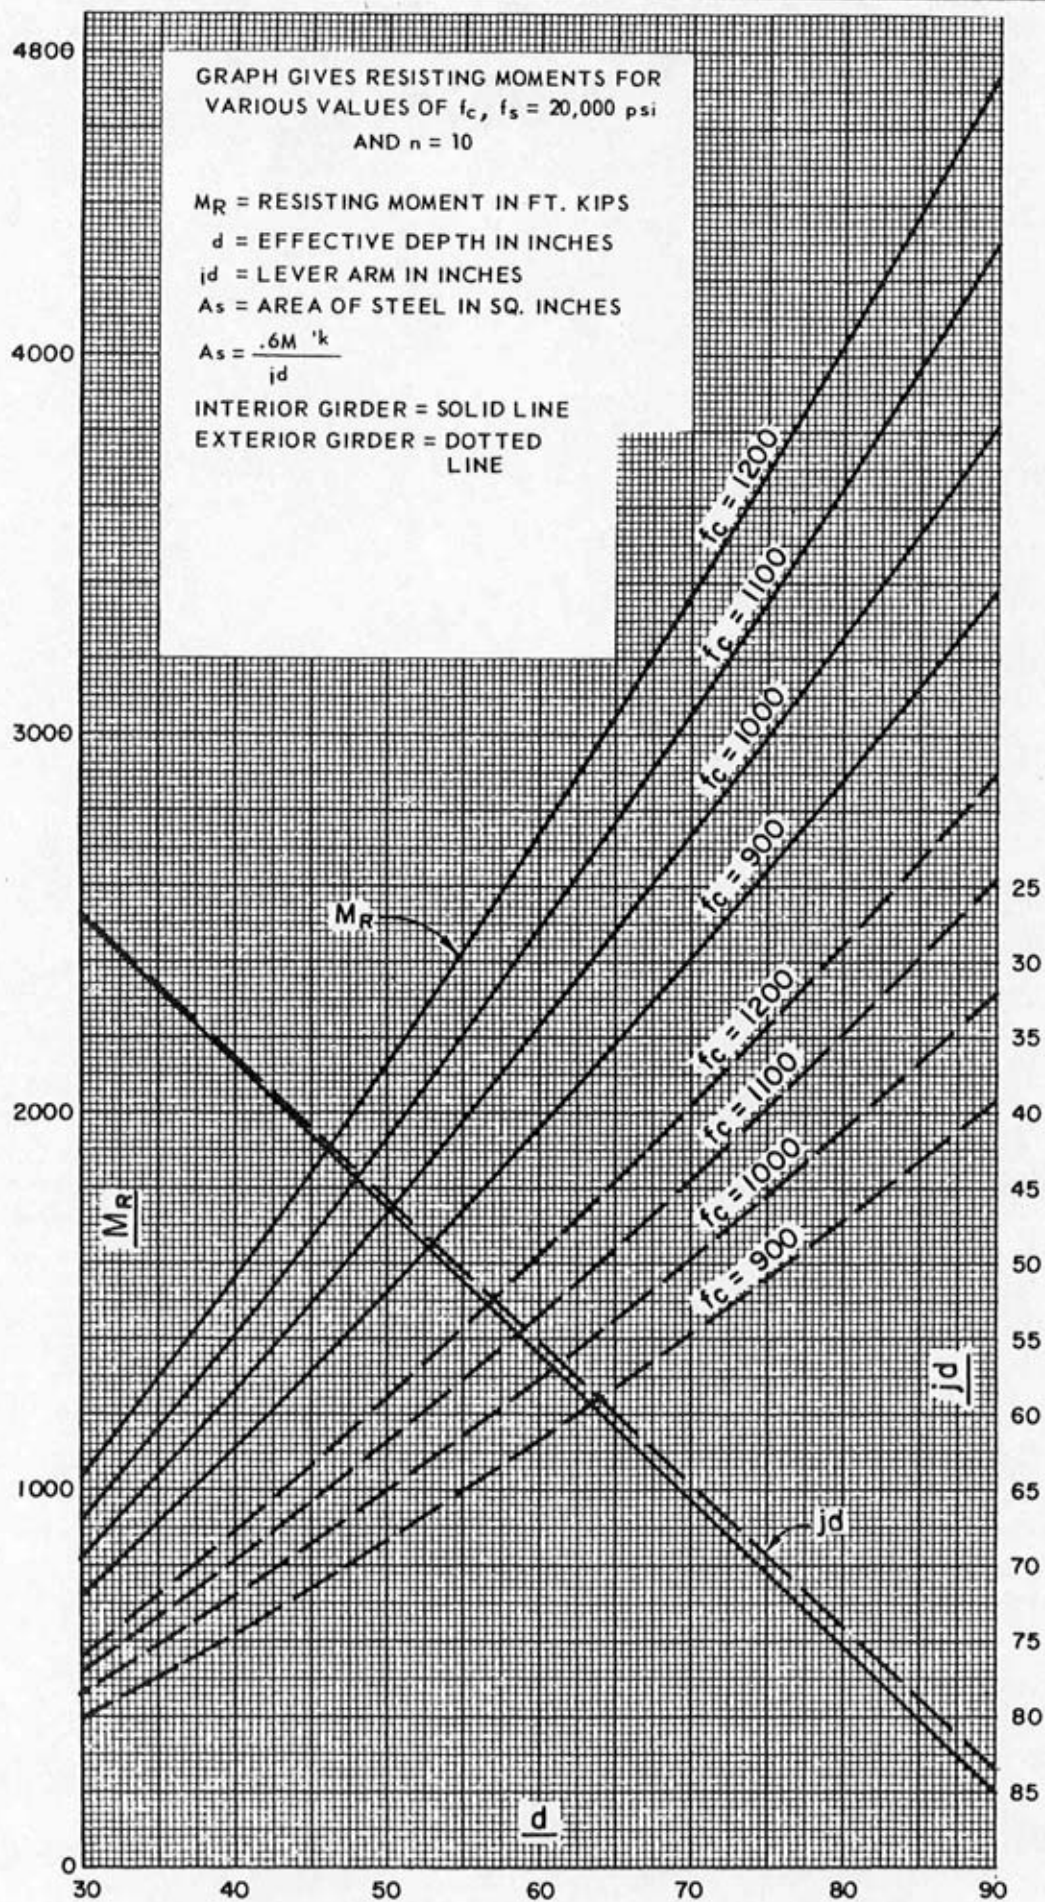 4800
GRAPH GIVES RESISTING MOMENTS FOR
VARIOUS VALUES OF fc, fs = 20,000 psi
AND n = 10
MR = RESISTING MOMENT IN FT. KIPS
d = EFFECTIVE DEPTH IN INCHES
jd = LEVER ARM IN INCHES
As = AREA OF STEEL IN SQ. INCHES
As = .6M 'k
jd
INTERIOR GIRDER = SOLID LINE
EXTERIOR GIRDER = DOTTED
LINE
4000
3000
2000
1000
0
MR
MR
fc = 1200
fc = 1100
fc = 1000
fc = 900
fc = 1200
fc = 1100
fc = 1000
fc = 900
25
30
35
40
45
50
55
60
65
70
75
80
85
jd
jd
d
30 40 50 60 70 80 90